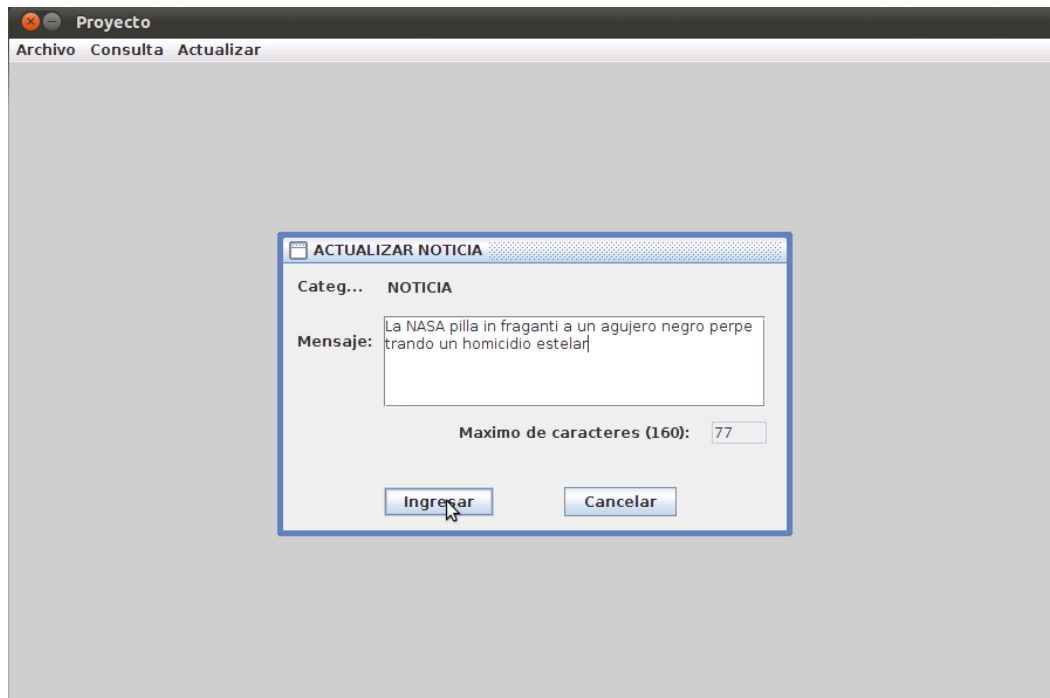 Proyecto
Archivo Consulta Actualizar
ACTUALIZAR NOTICIA
Categ... NOTICIA
Mensaje:
La NASA pilla in fraganti a un agujero negro perpe
trando un homicidio estelar
Maximo de caracteres (160): 77
Ingresar Cancelar